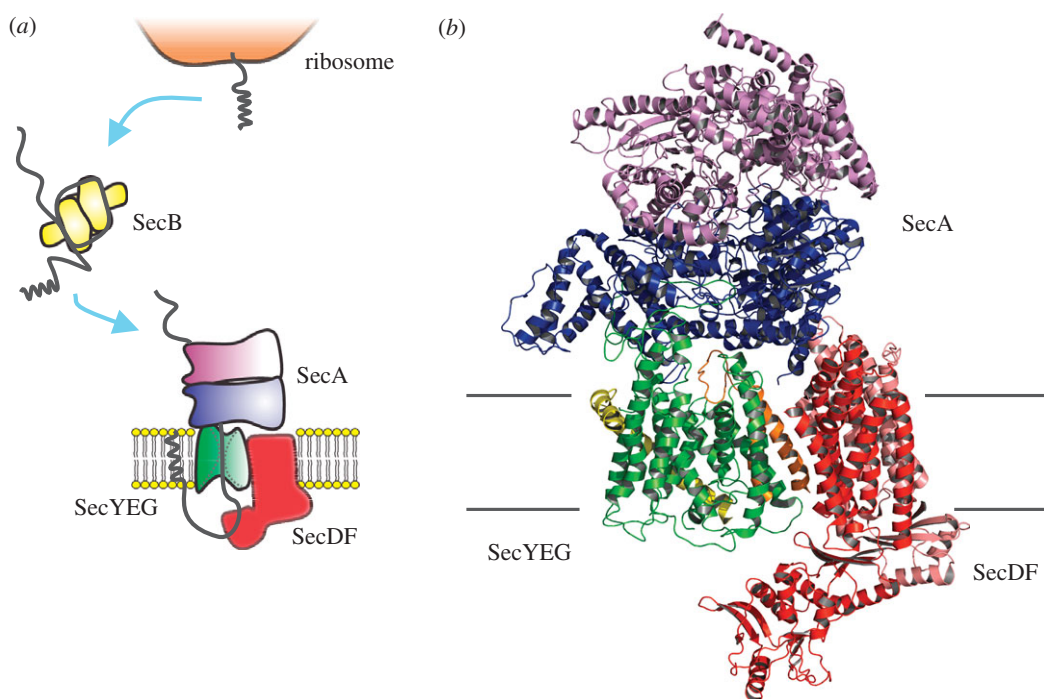 (a)
ribosome
SecB
SecA
SecYEG
SecDF
(b)
SecA
SecYEG
SecDF